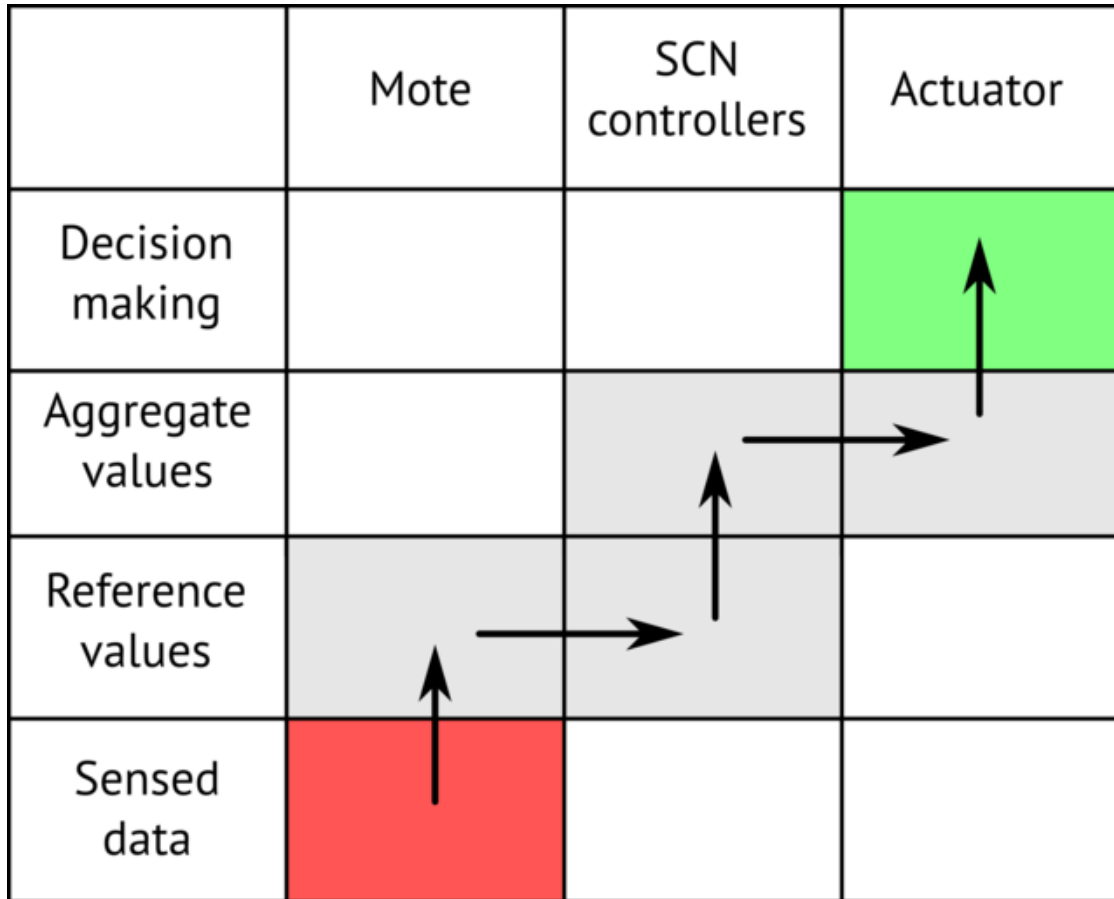 Mote
SCN
controllers
Actuator
Decision
making
Aggregate
values
Reference
values
Sensed
data